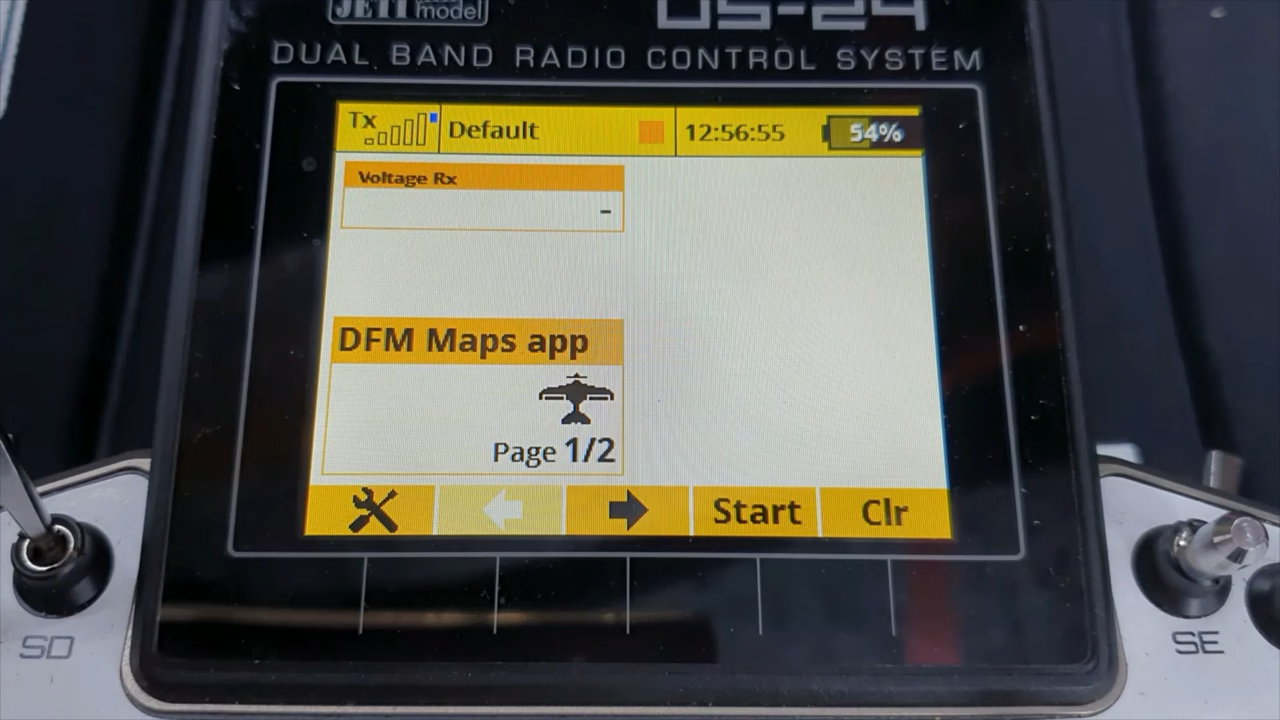 JETI model
DS-24
DUAL BAND RADIO CONTROL SYSTEM
Tx Default 12:56:55 54%
Voltage Rx
-
DFM Maps app
Page 1/2
Start Clr
SD
SE